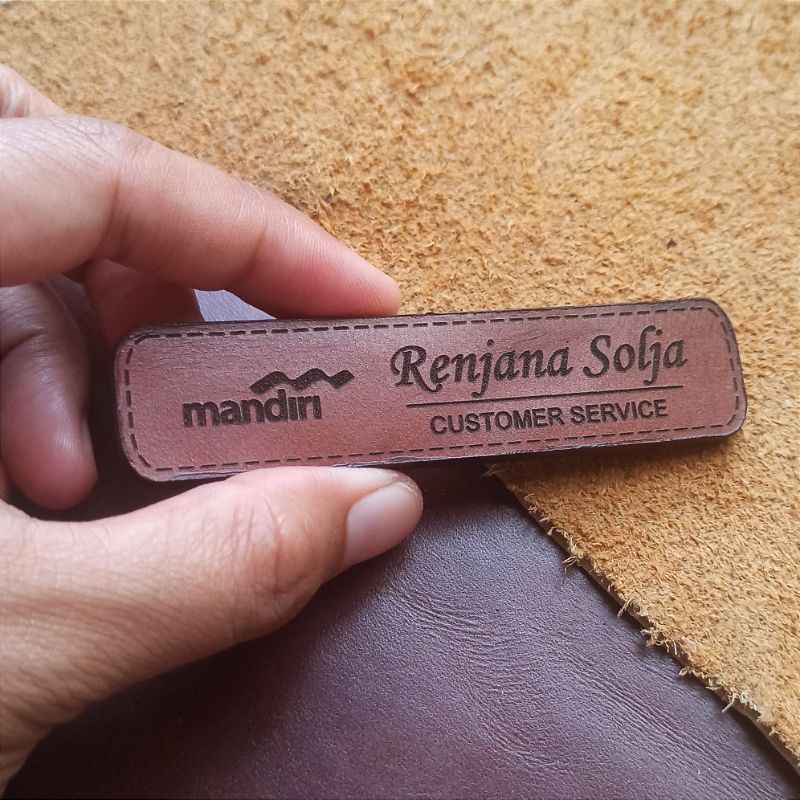 mandiri
Renjana Solja
CUSTOMER SERVICE